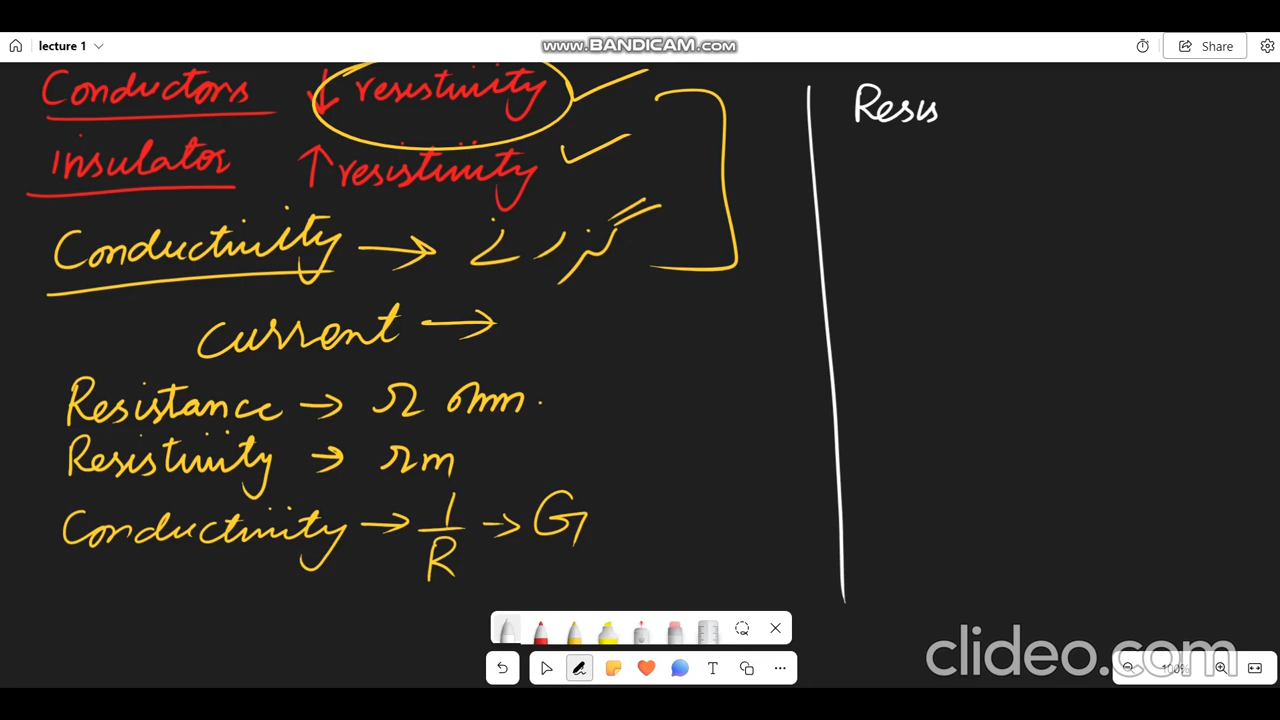 lecture 1
www.BANDICAM.com
Share
Conductors ↓ resistivity
insulator ↑ resistivity
Conductivity → گزرنے
Current →
Resistance → Ω ohm.
Resistivity → Ωm
Conductivity → 1/R → G
Resis
100%
clideo.com